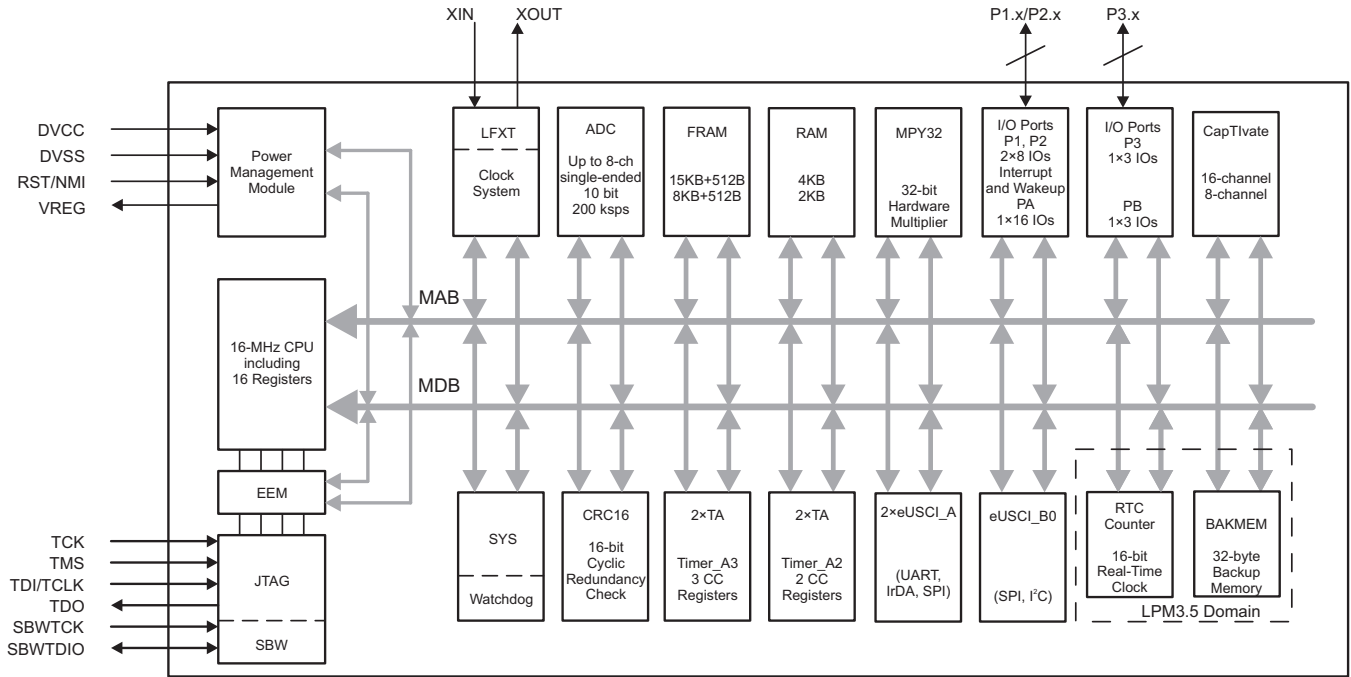 XIN
XOUT
P1.x/P2.x
P3.x
DVCC
DVSS
RST/NMI
VREG
Power
Management
Module
LFXT
Clock
System
ADC
Up to 8-ch
single-ended
10 bit
200 ksps
FRAM
15KB+512B
8KB+512B
RAM
4KB
2KB
MPY32
32-bit
Hardware
Multiplier
I/O Ports
P1, P2
2×8 IOs
Interrupt
and Wakeup
PA
1×16 IOs
I/O Ports
P3
1×3 IOs
PB
1×3 IOs
CapTIvate
16-channel
8-channel
MAB
16-MHz CPU
including
16 Registers
MDB
EEM
TCK
TMS
TDI/TCLK
TDO
SBWTCK
SBWTDIO
JTAG
SBW
SYS
Watchdog
CRC16
16-bit
Cyclic
Redundancy
Check
2×TA
Timer_A3
3 CC
Registers
2×TA
Timer_A2
2 CC
Registers
2×eUSCI_A
(UART,
IrDA, SPI)
eUSCI_B0
(SPI, I²C)
RTC
Counter
16-bit
Real-Time
Clock
BAKMEM
32-byte
Backup
Memory
LPM3.5 Domain